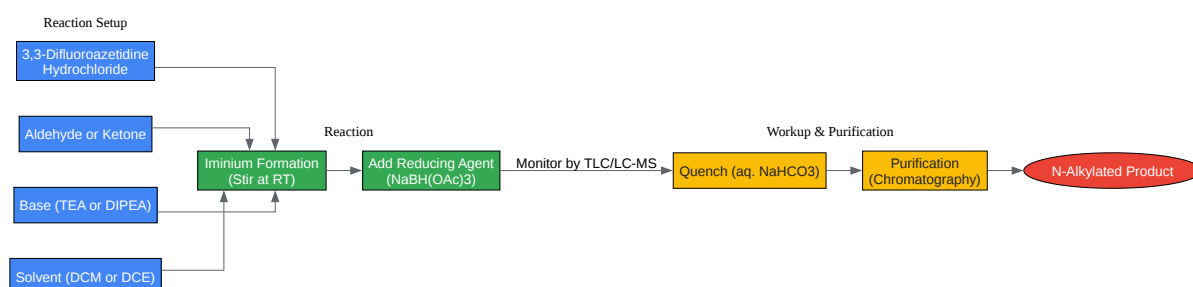 Reaction Setup
3,3-Difluoroazetidine
Hydrochloride
Aldehyde or Ketone
Base (TEA or DIPEA)
Solvent (DCM or DCE)
Reaction
Iminium Formation
(Stir at RT)
Add Reducing Agent
(NaBH(OAc)3)
Monitor by TLC/LC-MS
Workup & Purification
Quench (aq. NaHCO3)
Purification
(Chromatography)
N-Alkylated Product